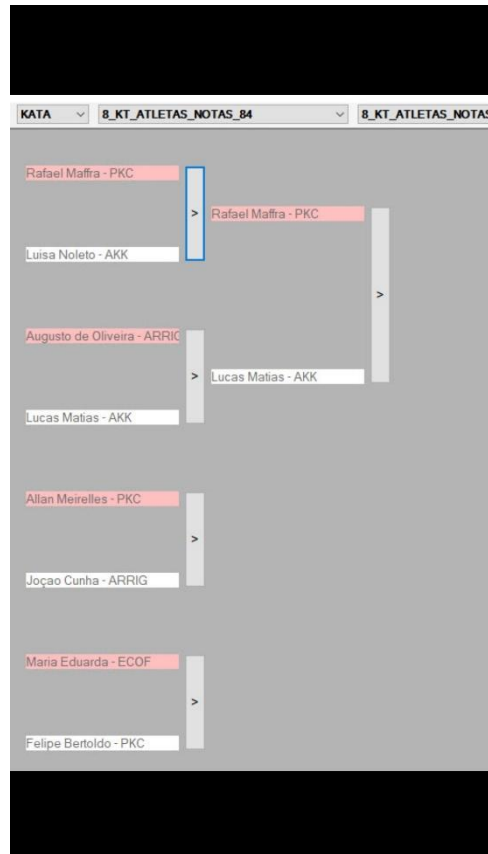 KATA 8_KT_ATLETAS_NOTAS_84 8_KT_ATLETAS_NOTAS
Rafael Maffra - PKC
> Rafael Maffra - PKC
Luisa Noleto - AKK
>
Augusto de Oliveira - ARRIG
> Lucas Matias - AKK
Lucas Matias - AKK
Allan Meirelles - PKC
>
Joçao Cunha - ARRIG
Maria Eduarda - ECOF
>
Felipe Bertoldo - PKC